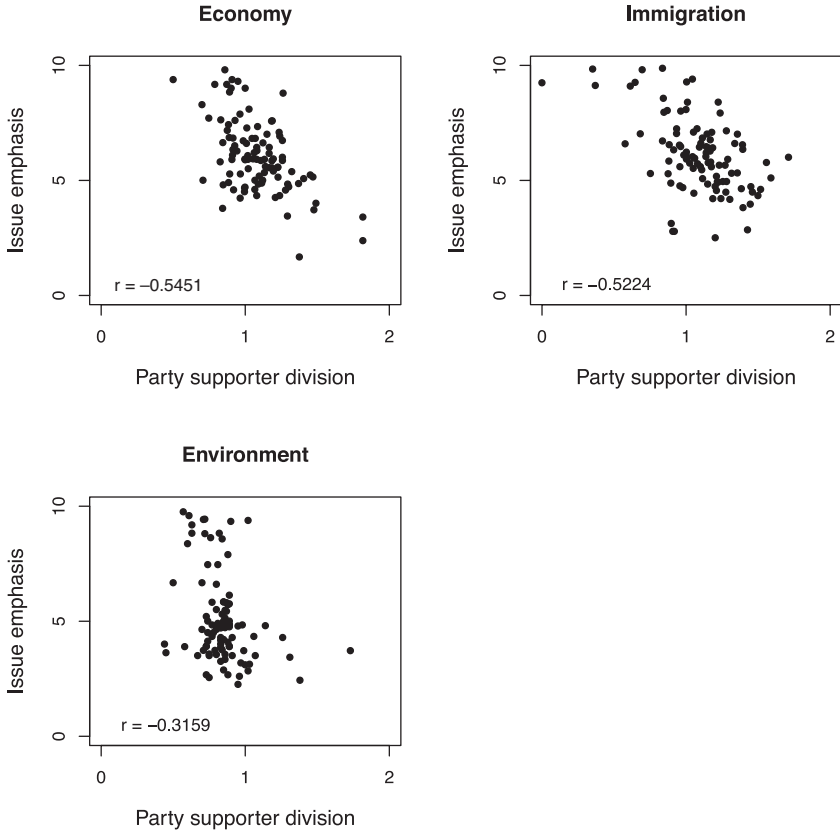 Economy
Issue emphasis
10
5
0
r = −0.5451
0 1 2
Party supporter division
Immigration
Issue emphasis
10
5
0
r = −0.5224
0 1 2
Party supporter division
Environment
Issue emphasis
10
5
0
r = −0.3159
0 1 2
Party supporter division